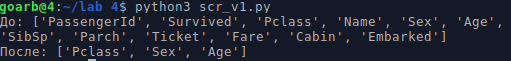 goarb@4:~/lab 4$ python3 scr_v1.py
До: ['PassengerId', 'Survived', 'Pclass', 'Name', 'Sex', 'Age',
'SibSp', 'Parch', 'Ticket', 'Fare', 'Cabin', 'Embarked']
После: ['Pclass', 'Sex', 'Age']